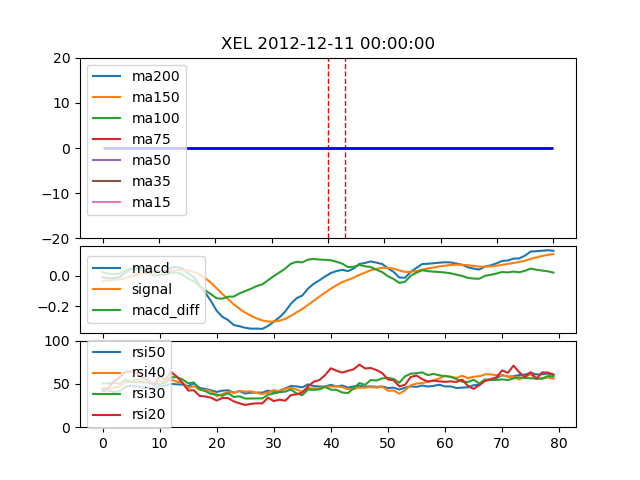 XEL 2012-12-11 00:00:00
20
10
0
−10
−20
ma200
ma150
ma100
ma75
ma50
ma35
ma15
0.0
−0.2
macd
signal
macd_diff
100
50
0
rsi50
rsi40
rsi30
rsi20
0 10 20 30 40 50 60 70 80